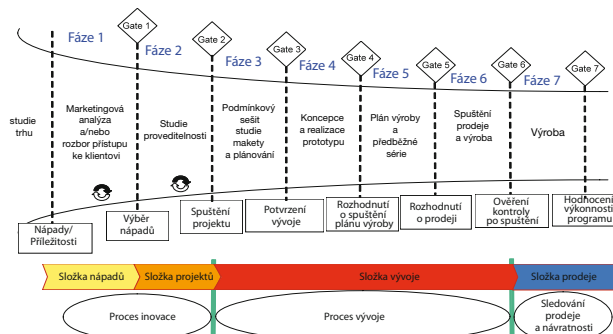 Gate 1
Gate 2
Gate 3
Gate 4
Gate 5
Gate 6
Gate 7
Fáze 1
Fáze 2
Fáze 3
Fáze 4
Fáze 5
Fáze 6
Fáze 7
studie
trhu
Marketingová
analýza
a/nebo
rozbor přístupu
ke klientovi
Studie
proveditelnosti
Podmínkový
sešit
studie
makety
a plánování
Koncepce
a realizace
prototypu
Plán výroby
a
předběžné
série
Spuštění
prodeje
a výroba
Výroba
Nápady/
Příležitosti
Výběr
nápadů
Spuštění
projektu
Potvrzení
vývoje
Rozhodnutí
o spuštění
plánu výroby
Rozhodnutí
o prodeji
Ověření
kontroly
po spuštění
Hodnocení
výkonnosti
programu
Složka nápadů
Složka projektů
Složka vývoje
Složka prodeje
Proces inovace
Proces vývoje
Sledování
prodeje
a návratnosti